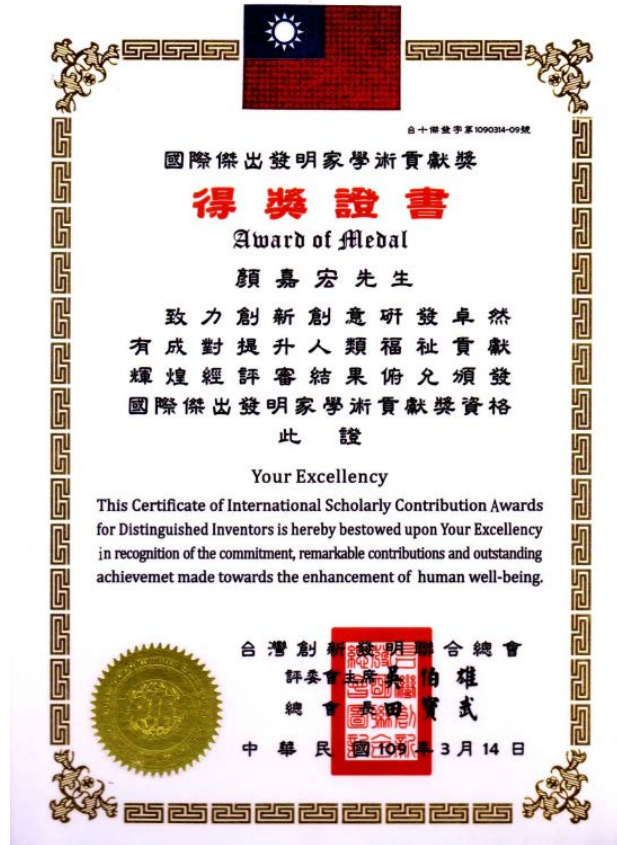 台十傑發字第1090314-09號
國際傑出發明家學術貢獻獎
得獎證書
Award of Medal
顏嘉宏先生
致力創新創意研發卓然
有成對提升人類福祉貢獻
輝煌經評審結果俯允頒發
國際傑出發明家學術貢獻獎資格
此證
Your Excellency
This Certificate of International Scholarly Contribution Awards
for Distinguished Inventors is hereby bestowed upon Your Excellency
in recognition of the commitment, remarkable contributions and outstanding
achievemet made towards the enhancement of human well-being.
台灣創新發明聯合總會
評委會主席 吳伯雄
總會長 田寶武
中華民國109年3月14日